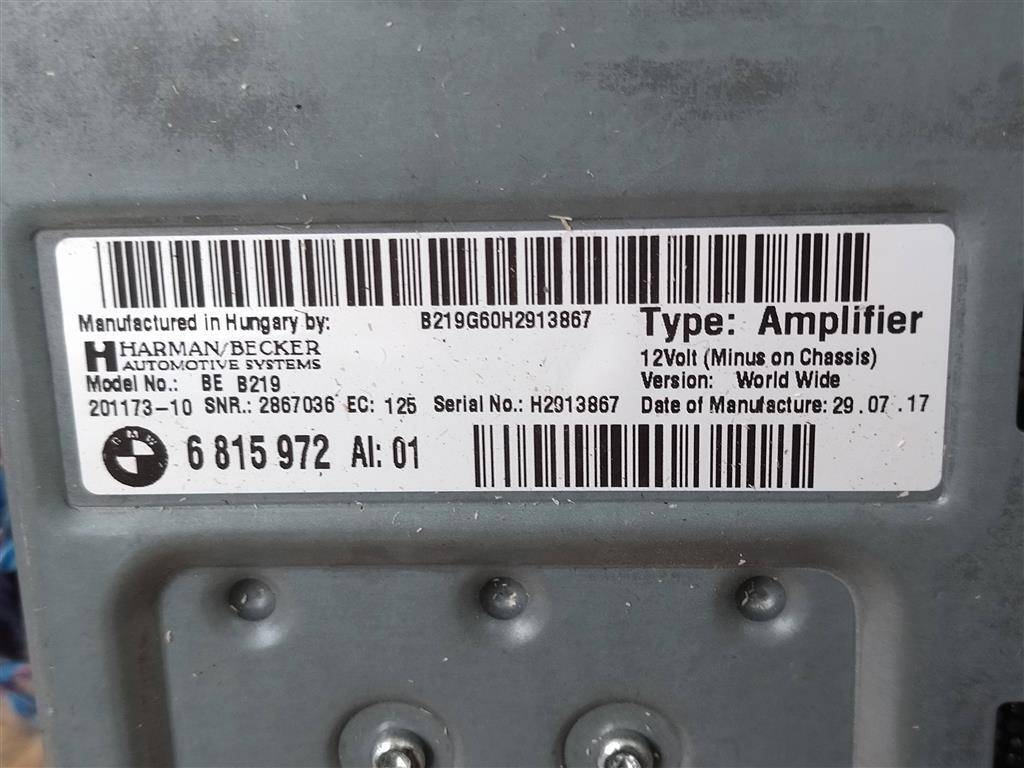 Manufactured in Hungary by: B219G60H2913867 Type: Amplifier
HARMAN/BECKER
AUTOMOTIVE SYSTEMS 12Volt (Minus on Chassis)
Model No.: BE B219 Version: World Wide
201173-10 SNR.: 2867036 EC: 125 Serial No.: H2913867 Date of Manufacture: 29.07.17
BMW 6 815 972 AI: 01